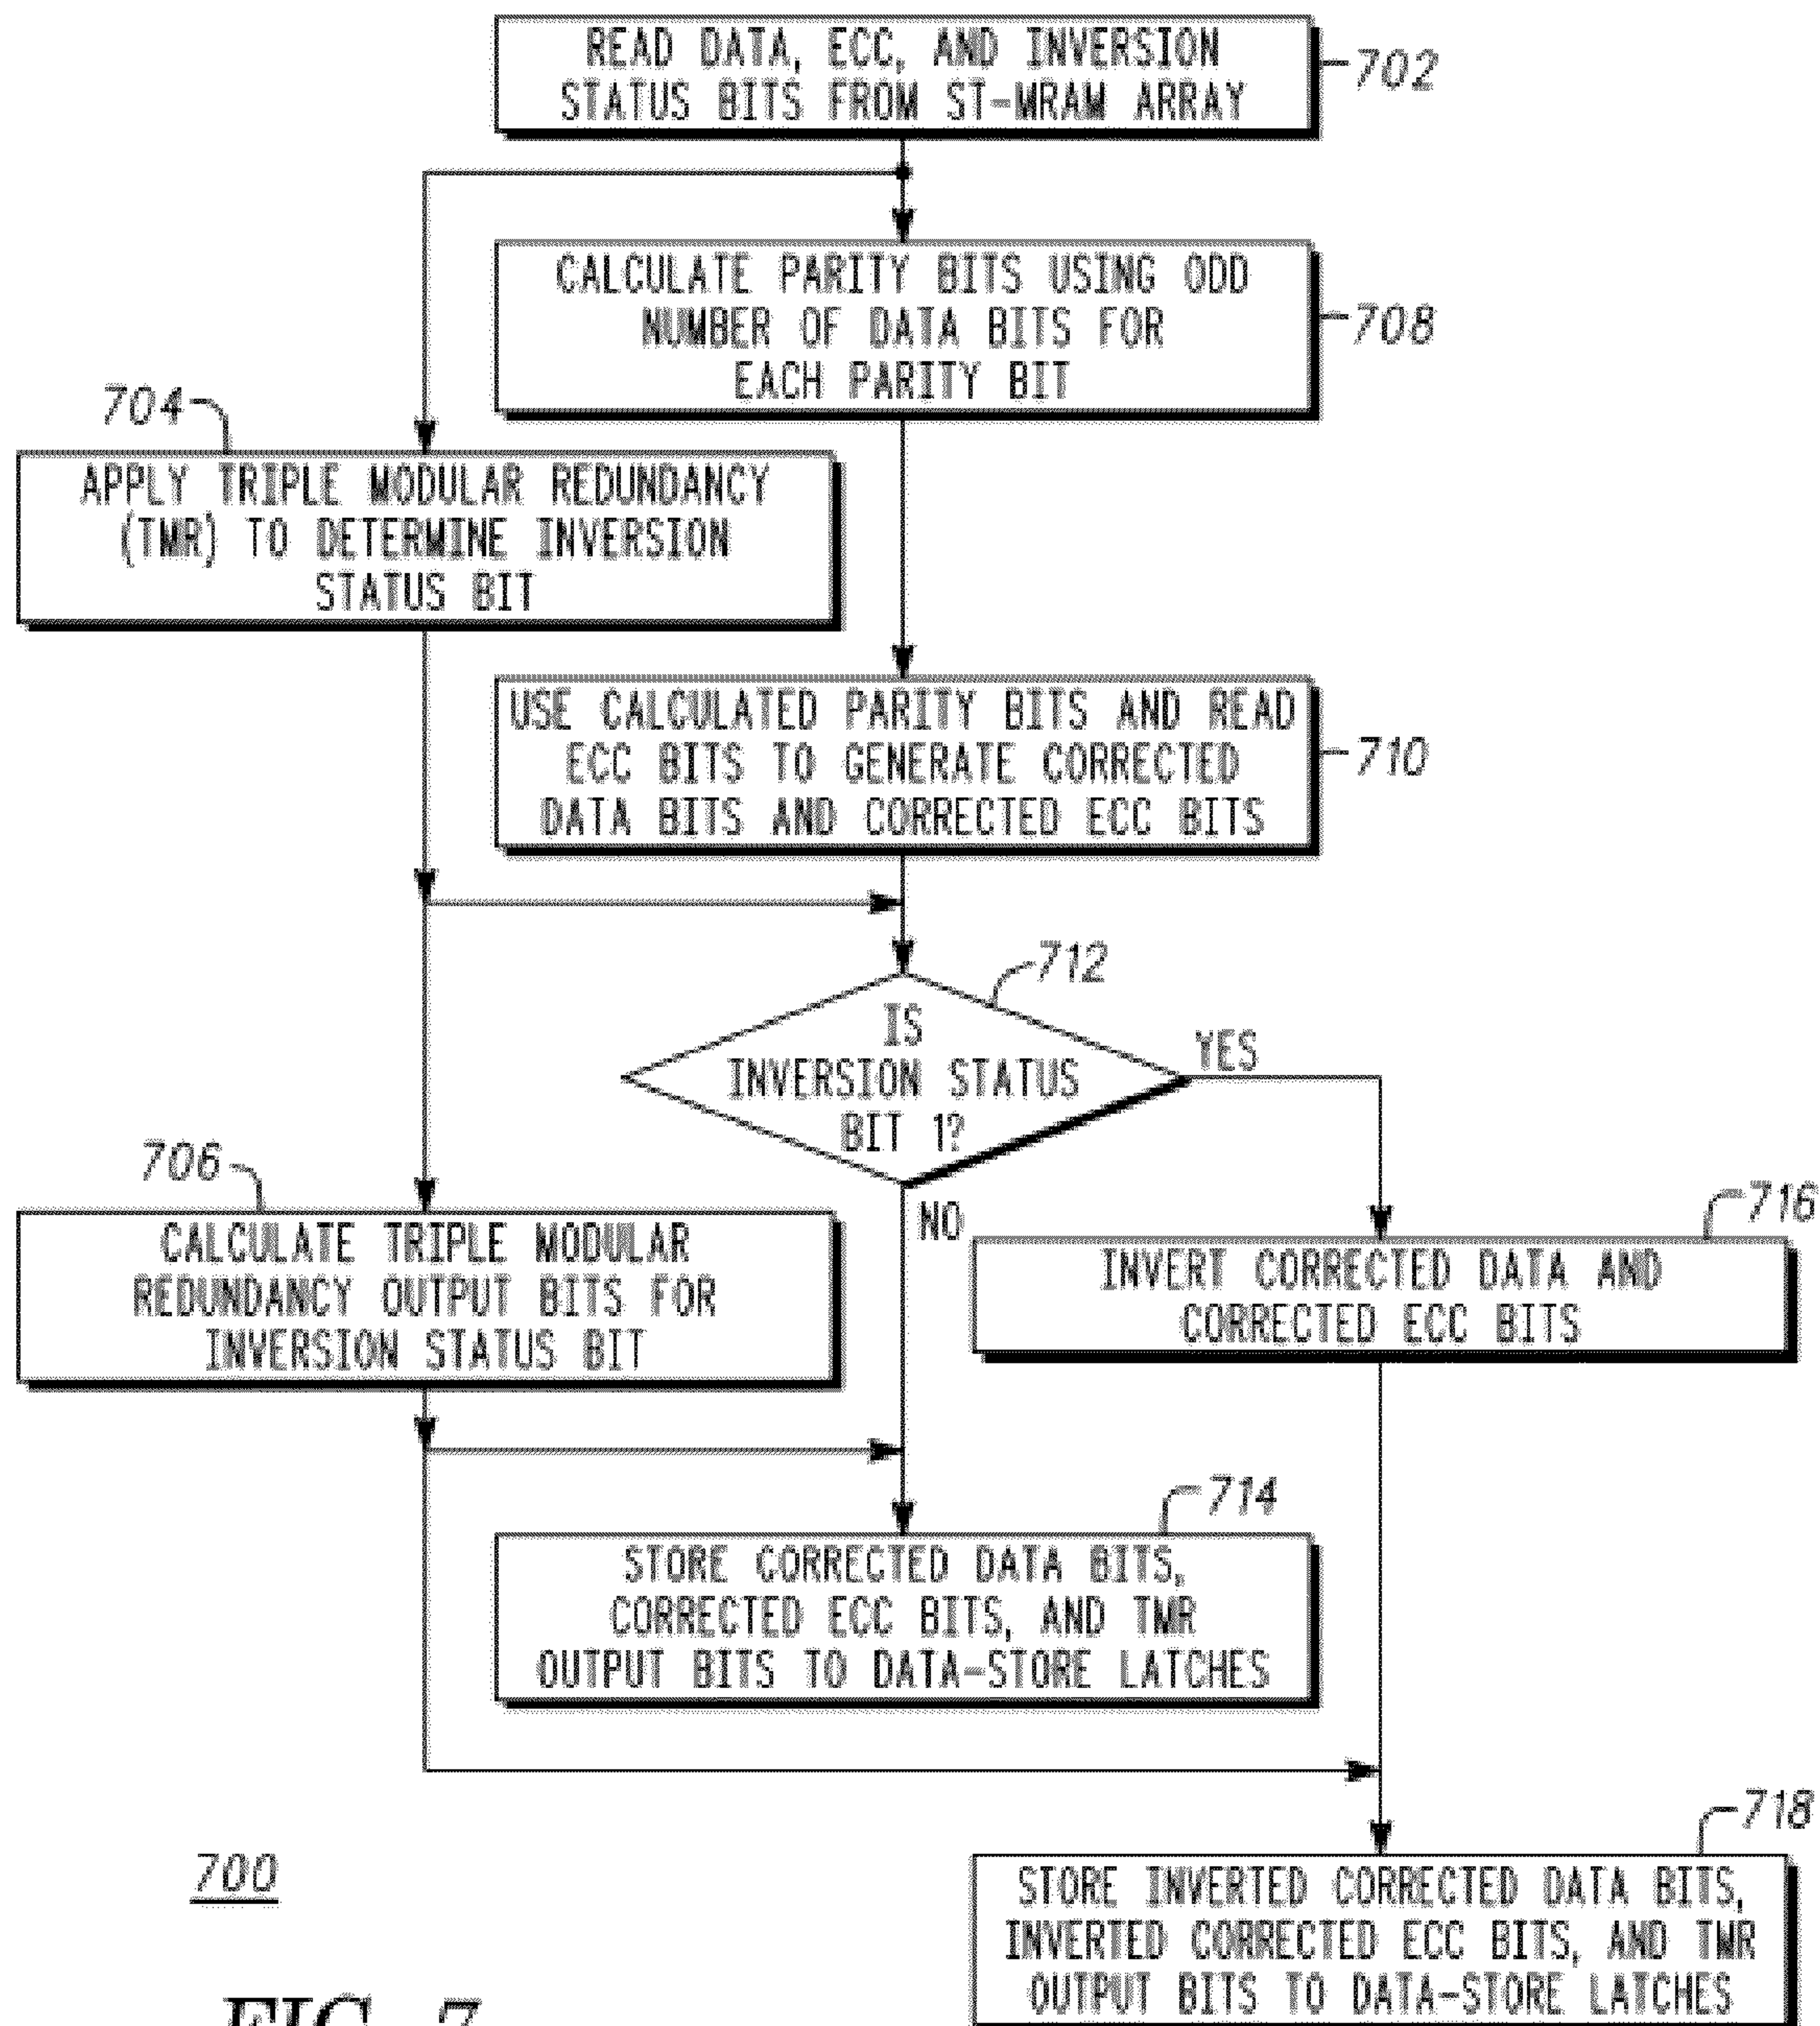 READ DATA, ECC, AND INVERSION
STATUS BITS FROM ST-MRAM ARRAY
702
CALCULATE PARITY BITS USING ODD
NUMBER OF DATA BITS FOR
EACH PARITY BIT
708
704
APPLY TRIPLE MODULAR REDUNDANCY
(TMR) TO DETERMINE INVERSION
STATUS BIT
USE CALCULATED PARITY BITS AND READ
ECC BITS TO GENERATE CORRECTED
DATA BITS AND CORRECTED ECC BITS
710
712
IS
INVERSION STATUS
BIT 1?
YES
NO
706
CALCULATE TRIPLE MODULAR
REDUNDANCY OUTPUT BITS FOR
INVERSION STATUS BIT
716
INVERT CORRECTED DATA AND
CORRECTED ECC BITS
714
STORE CORRECTED DATA BITS,
CORRECTED ECC BITS, AND TMR
OUTPUT BITS TO DATA-STORE LATCHES
718
STORE INVERTED CORRECTED DATA BITS,
INVERTED CORRECTED ECC BITS, AND TMR
OUTPUT BITS TO DATA-STORE LATCHES
700
FIG. 7